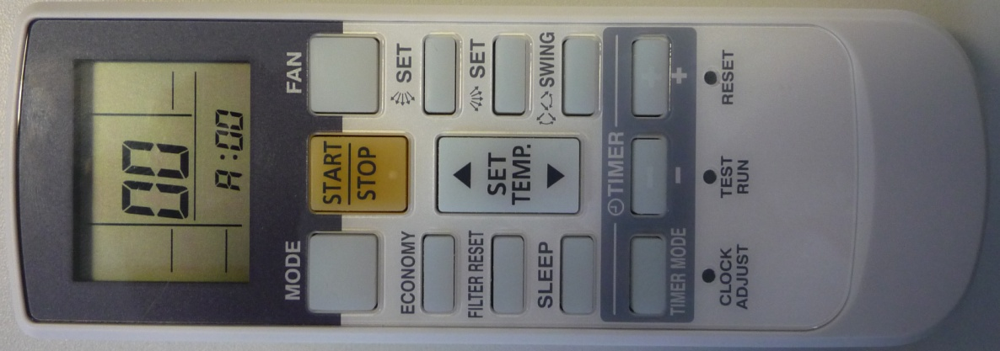 00
A:00
MODE
START
STOP
FAN
ECONOMY
SET
FILTER RESET
SET
TEMP.
SET
SLEEP
SWING
TIMER
TIMER MODE
-
+
CLOCK
ADJUST
TEST
RUN
RESET